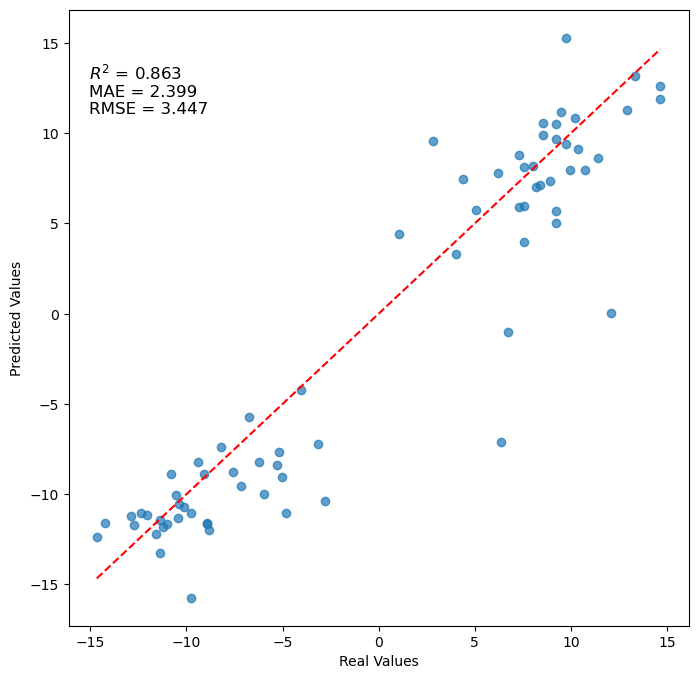 R² = 0.863
MAE = 2.399
RMSE = 3.447
Predicted Values
15
10
5
0
−5
−10
−15
−15
−10
−5
0
5
10
15
Real Values